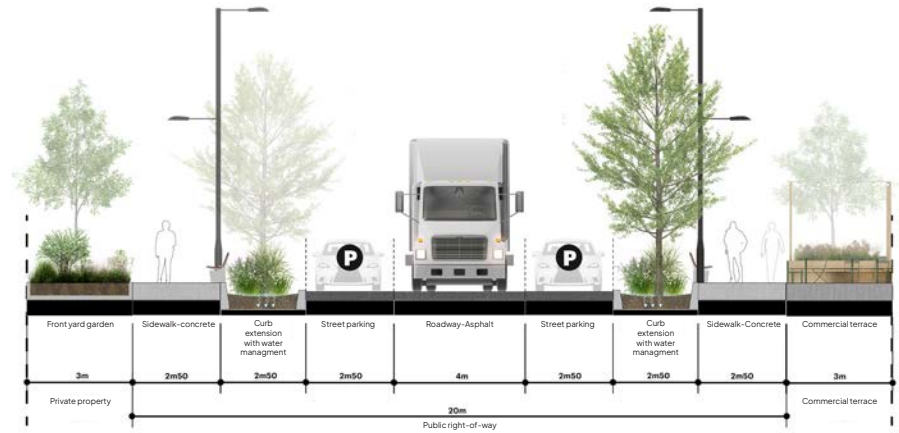 P
P
Front yard garden
Sidewalk-concrete
Curb
extension
with water
managment
Street parking
Roadway-Asphalt
Street parking
Curb
extension
with water
managment
Sidewalk-Concrete
Commercial terrace
3m
2m50
2m50
2m50
4m
2m50
2m50
2m50
3m
Private property
Commercial terrace
20m
Public right-of-way